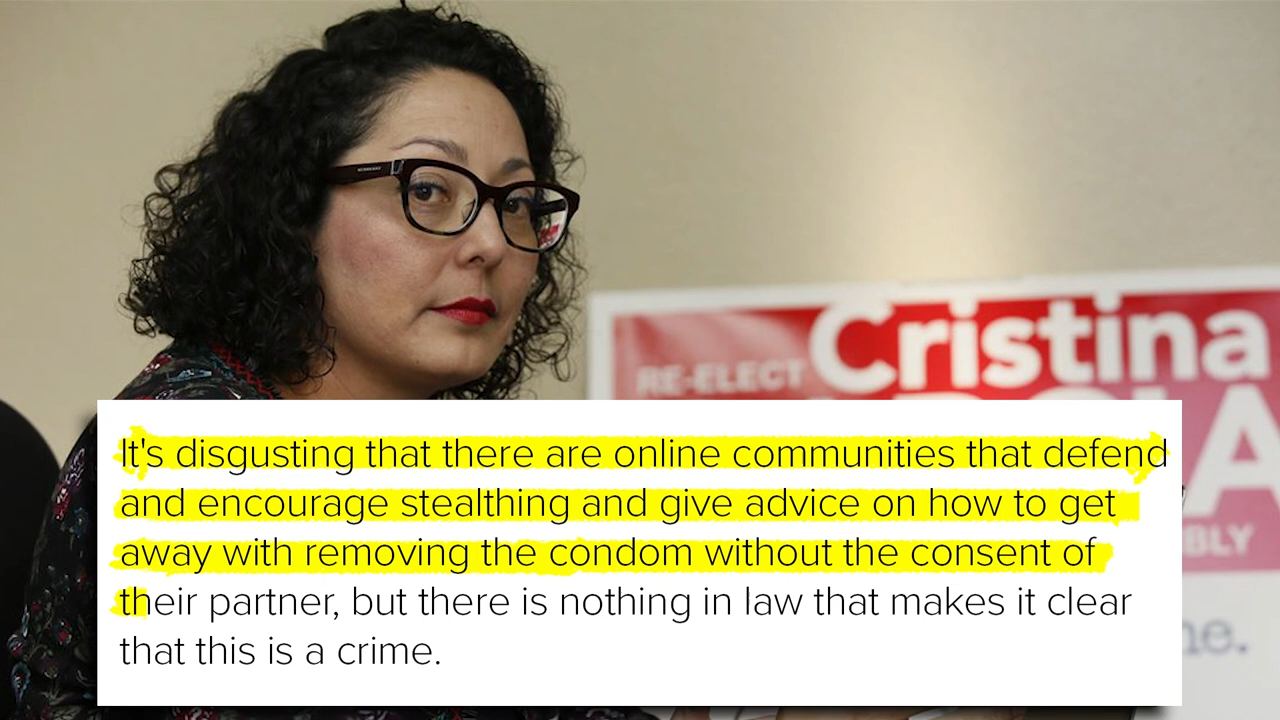 RE-ELECT Cristina
BLY
ne.
It's disgusting that there are online communities that defend
and encourage stealthing and give advice on how to get
away with removing the condom without the consent of
their partner, but there is nothing in law that makes it clear
that this is a crime.